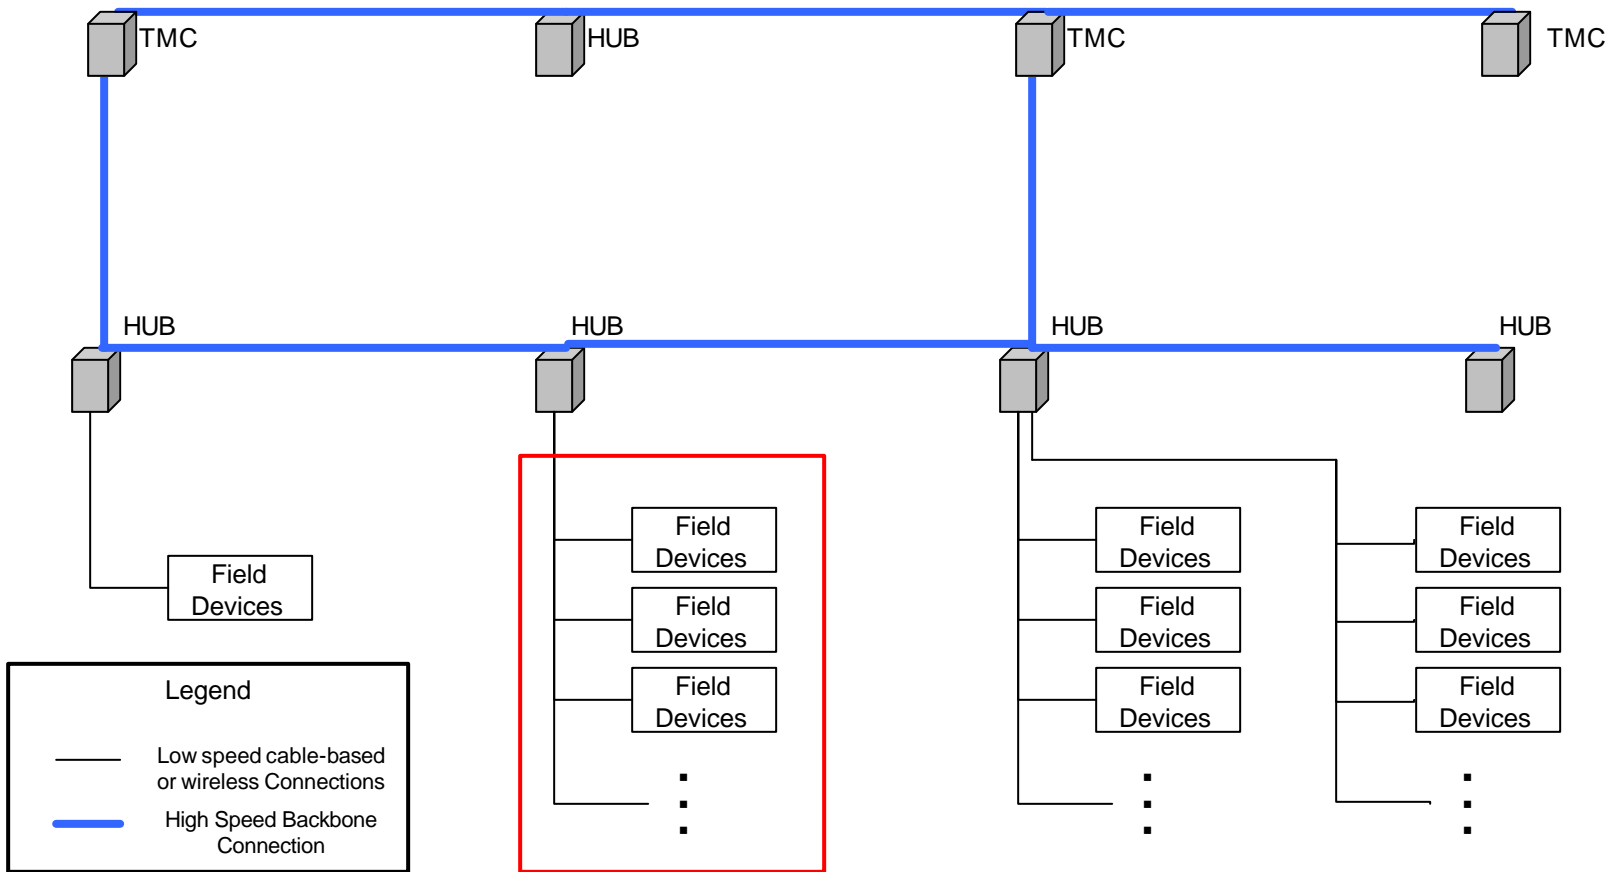 TMC
HUB
TMC
TMC
HUB
HUB
HUB
HUB
Field
Devices
Field
Devices
Field
Devices
Field
Devices
Field
Devices
Field
Devices
Field
Devices
Field
Devices
Field
Devices
Field
Devices
Legend
Low speed cable-based
or wireless Connections
High Speed Backbone
Connection